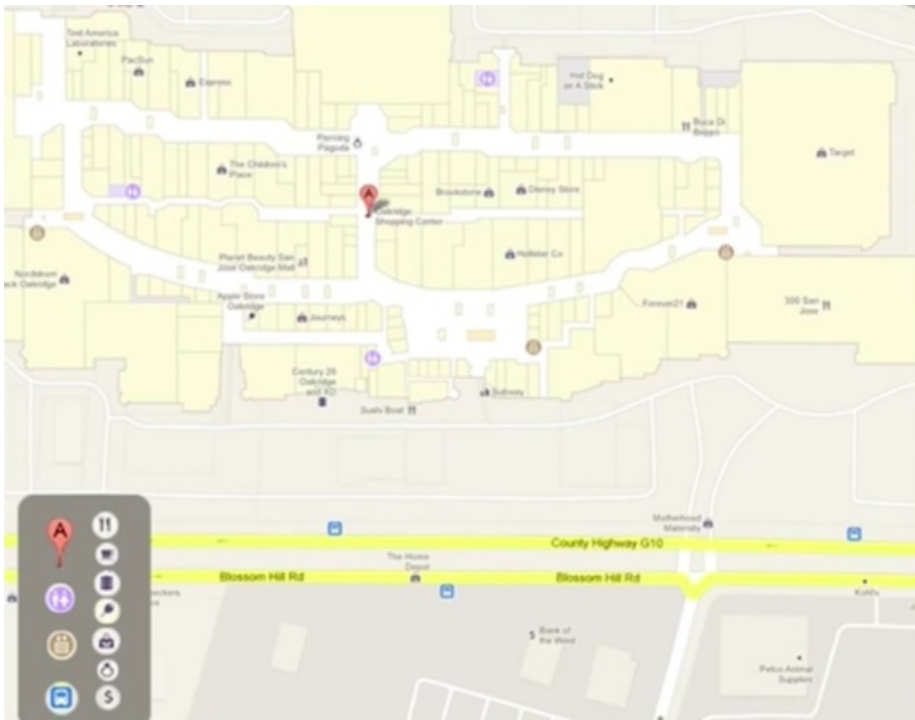 Test America
Laboratories
PacSun
Express
Hot Dog
on A Stick
Piercing
Pagoda
Buca Di
Beppo
Target
The Children's
Place
Brookstone
Disney Store
A
Oakridge
Shopping Center
Planet Beauty San
Jose Oakridge Mall
Hollister Co
Nordstrom
ack Oakridge
Apple Store
Oakridge
Journeys
Forever21
300 San
Jose
Century 20
Oakridge
and XD
Subway
Sushi Boat
A
Motherhood
Maternity
County Highway G10
The Home
Depot
Blossom Hill Rd
Blossom Hill Rd
Kohl's
$ Bank of
the West
Petco Animal
Supplies
$